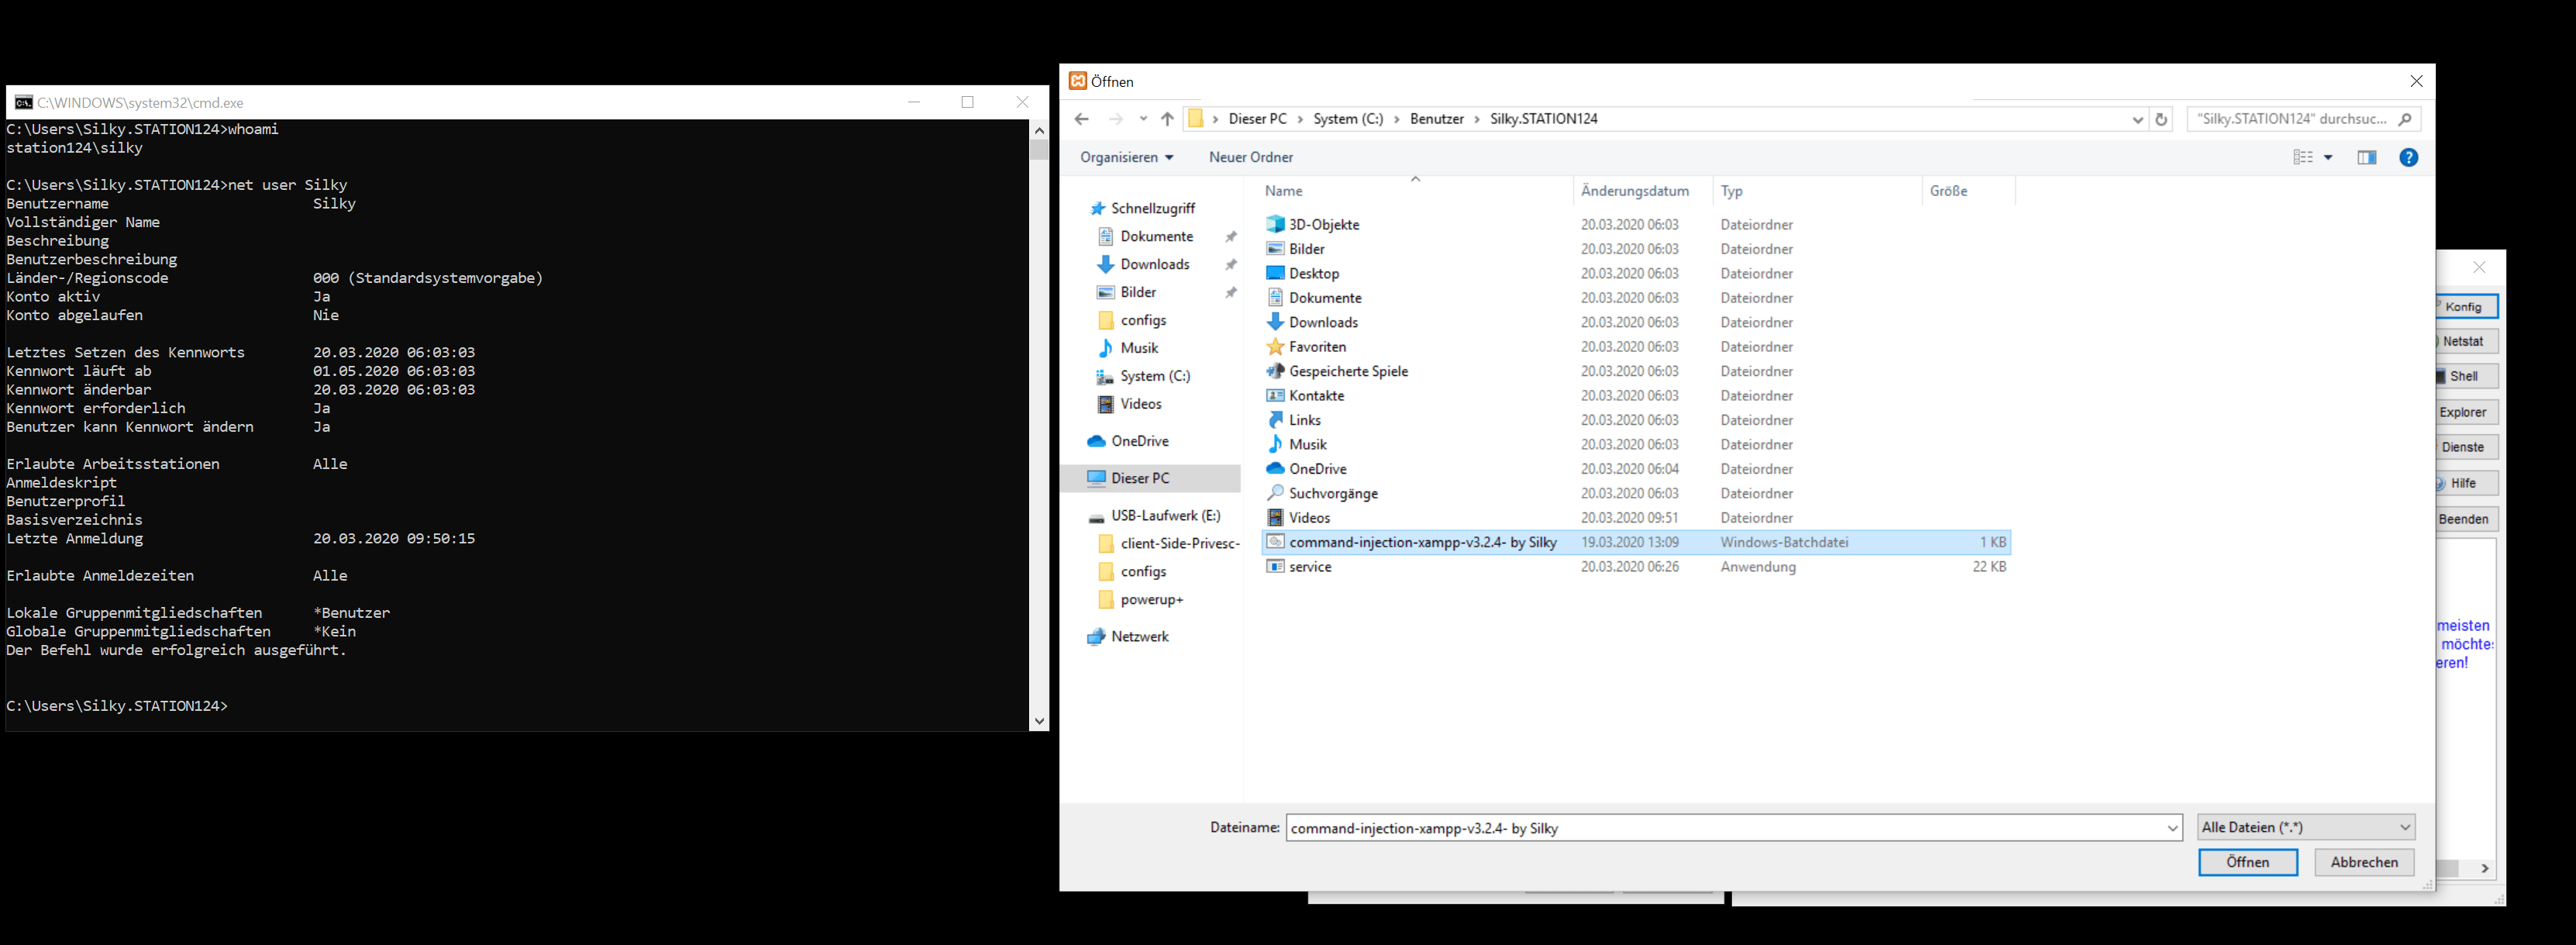 C:\WINDOWS\system32\cmd.exe
C:\Users\Silky.STATION124>whoami
station124\silky
C:\Users\Silky.STATION124>net user Silky
Benutzername Silky
Vollständiger Name
Beschreibung
Benutzerbeschreibung
Länder-/Regionscode 000 (Standardsystemvorgabe)
Konto aktiv Ja
Konto abgelaufen Nie
Letztes Setzen des Kennworts 20.03.2020 06:03:03
Kennwort läuft ab 01.05.2020 06:03:03
Kennwort änderbar 20.03.2020 06:03:03
Kennwort erforderlich Ja
Benutzer kann Kennwort ändern Ja
Erlaubte Arbeitsstationen Alle
Anmeldeskript
Benutzerprofil
Basisverzeichnis
Letzte Anmeldung 20.03.2020 09:50:15
Erlaubte Anmeldezeiten Alle
Lokale Gruppenmitgliedschaften *Benutzer
Globale Gruppenmitgliedschaften *Kein
Der Befehl wurde erfolgreich ausgeführt.
C:\Users\Silky.STATION124>
Öffnen
Dieser PC > System (C:) > Benutzer > Silky.STATION124
"Silky.STATION124" durchsuc...
Organisieren Neuer Ordner
Schnellzugriff
Dokumente
Downloads
Bilder
configs
Musik
System (C:)
Videos
OneDrive
Dieser PC
USB-Laufwerk (E:)
client-Side-Privesc-
configs
powerup+
Netzwerk
Name Änderungsdatum Typ Größe
3D-Objekte 20.03.2020 06:03 Dateiordner
Bilder 20.03.2020 06:03 Dateiordner
Desktop 20.03.2020 06:03 Dateiordner
Dokumente 20.03.2020 06:03 Dateiordner
Downloads 20.03.2020 06:03 Dateiordner
Favoriten 20.03.2020 06:03 Dateiordner
Gespeicherte Spiele 20.03.2020 06:03 Dateiordner
Kontakte 20.03.2020 06:03 Dateiordner
Links 20.03.2020 06:03 Dateiordner
Musik 20.03.2020 06:03 Dateiordner
OneDrive 20.03.2020 06:04 Dateiordner
Suchvorgänge 20.03.2020 06:03 Dateiordner
Videos 20.03.2020 09:51 Dateiordner
command-injection-xampp-v3.2.4- by Silky 19.03.2020 13:09 Windows-Batchdatei 1 KB
service 20.03.2020 06:26 Anwendung 22 KB
Dateiname: command-injection-xampp-v3.2.4- by Silky
Alle Dateien (*.*)
Öffnen Abbrechen
Konfig
Netstat
Shell
Explorer
Dienste
Hilfe
Beenden
meisten
möchtes
eren!